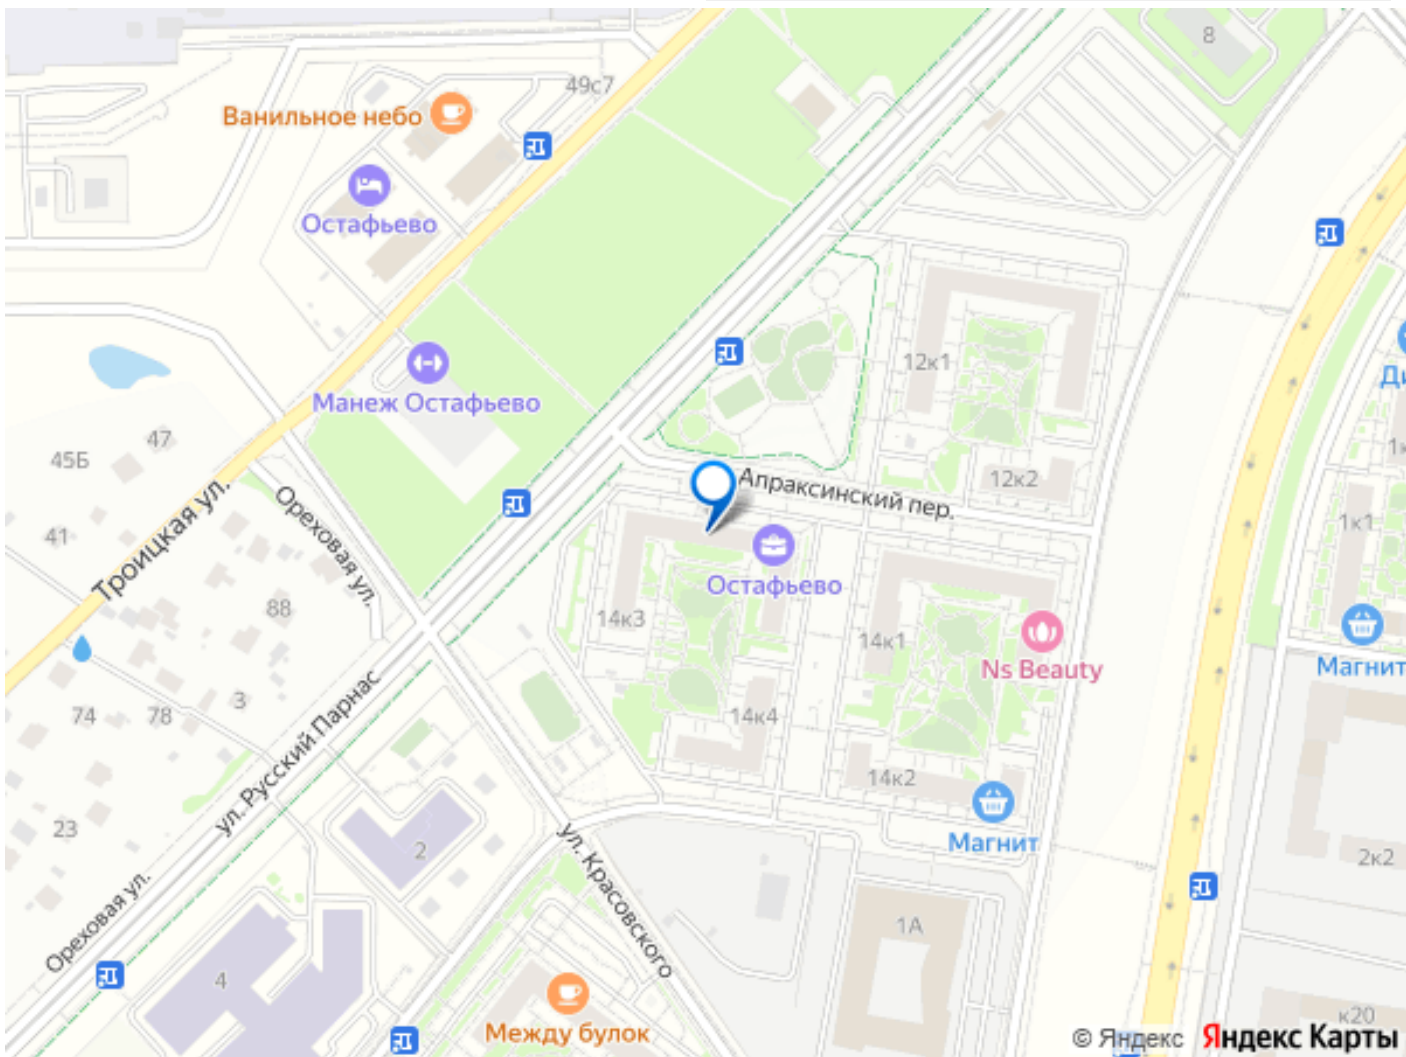 8
49с7
Ванильное небо
Остафьево
Манеж Остафьево
12к1
47
45Б
12к2
Апраксинский пер.
41
Троицкая ул.
Ореховая ул.
1к1
Остафьево
88
14к3
14к1
Ns Beauty
Магнит
3
74
78
14к4
ул. Русский Парнас
14к2
23
Магнит
2
2к2
ул. Красовского
Ореховая ул.
1А
4
к20
Между булок
© Яндекс Яндекс Карты